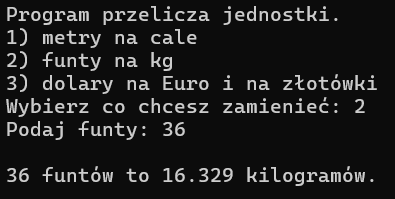 Program przelicza jednostki.
1) metry na cale
2) funty na kg
3) dolary na Euro i na złotówki
Wybierz co chcesz zamienieć: 2
Podaj funty: 36
36 funtów to 16.329 kilogramów.